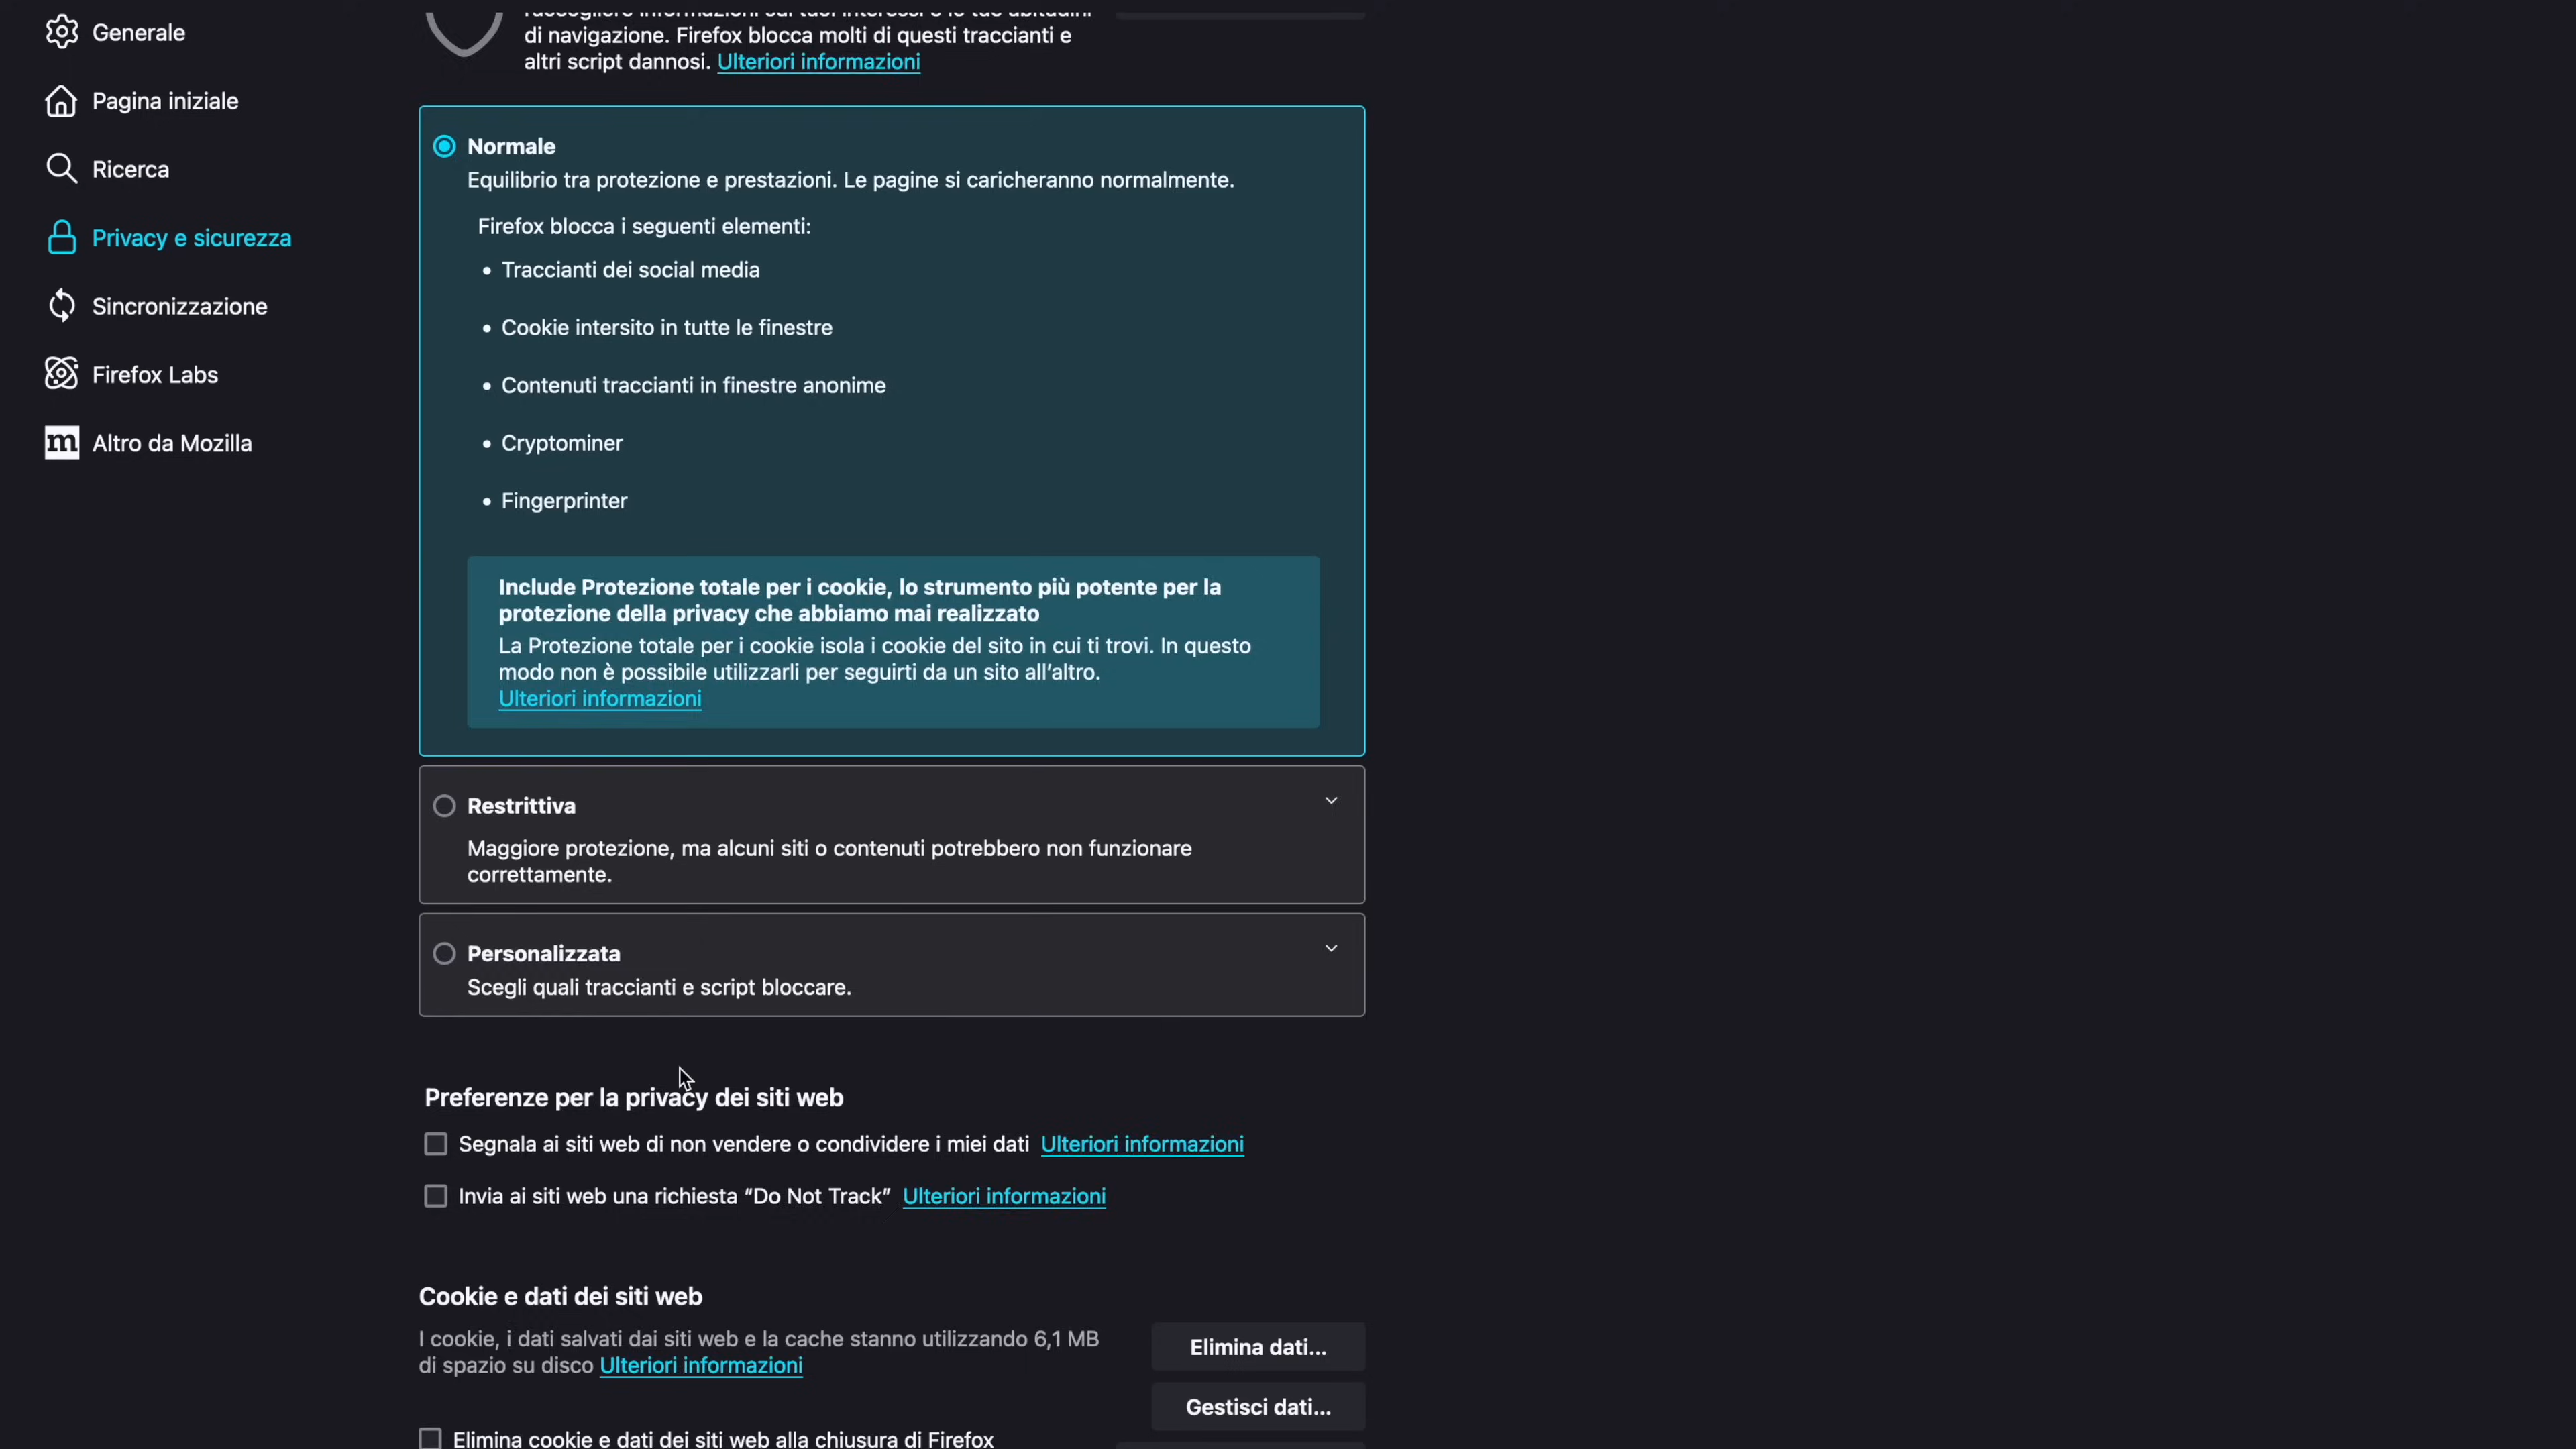 Generale
Pagina iniziale
Ricerca
Privacy e sicurezza
Sincronizzazione
Firefox Labs
m Altro da Mozilla
raccogliere informazioni sui tuoi interessi e le tue abitudini
di navigazione. Firefox blocca molti di questi traccianti e
altri script dannosi. Ulteriori informazioni
Normale
Equilibrio tra protezione e prestazioni. Le pagine si caricheranno normalmente.
Firefox blocca i seguenti elementi:
• Traccianti dei social media
• Cookie intersito in tutte le finestre
• Contenuti traccianti in finestre anonime
• Cryptominer
• Fingerprinter
Include Protezione totale per i cookie, lo strumento più potente per la
protezione della privacy che abbiamo mai realizzato
La Protezione totale per i cookie isola i cookie del sito in cui ti trovi. In questo
modo non è possibile utilizzarli per seguirti da un sito all’altro.
Ulteriori informazioni
Restrittiva
Maggiore protezione, ma alcuni siti o contenuti potrebbero non funzionare
correttamente.
Personalizzata
Scegli quali traccianti e script bloccare.
Preferenze per la privacy dei siti web
Segnala ai siti web di non vendere o condividere i miei dati Ulteriori informazioni
Invia ai siti web una richiesta “Do Not Track” Ulteriori informazioni
Cookie e dati dei siti web
I cookie, i dati salvati dai siti web e la cache stanno utilizzando 6,1 MB
di spazio su disco Ulteriori informazioni
Elimina dati...
Gestisci dati...
Elimina cookie e dati dei siti web alla chiusura di Firefox